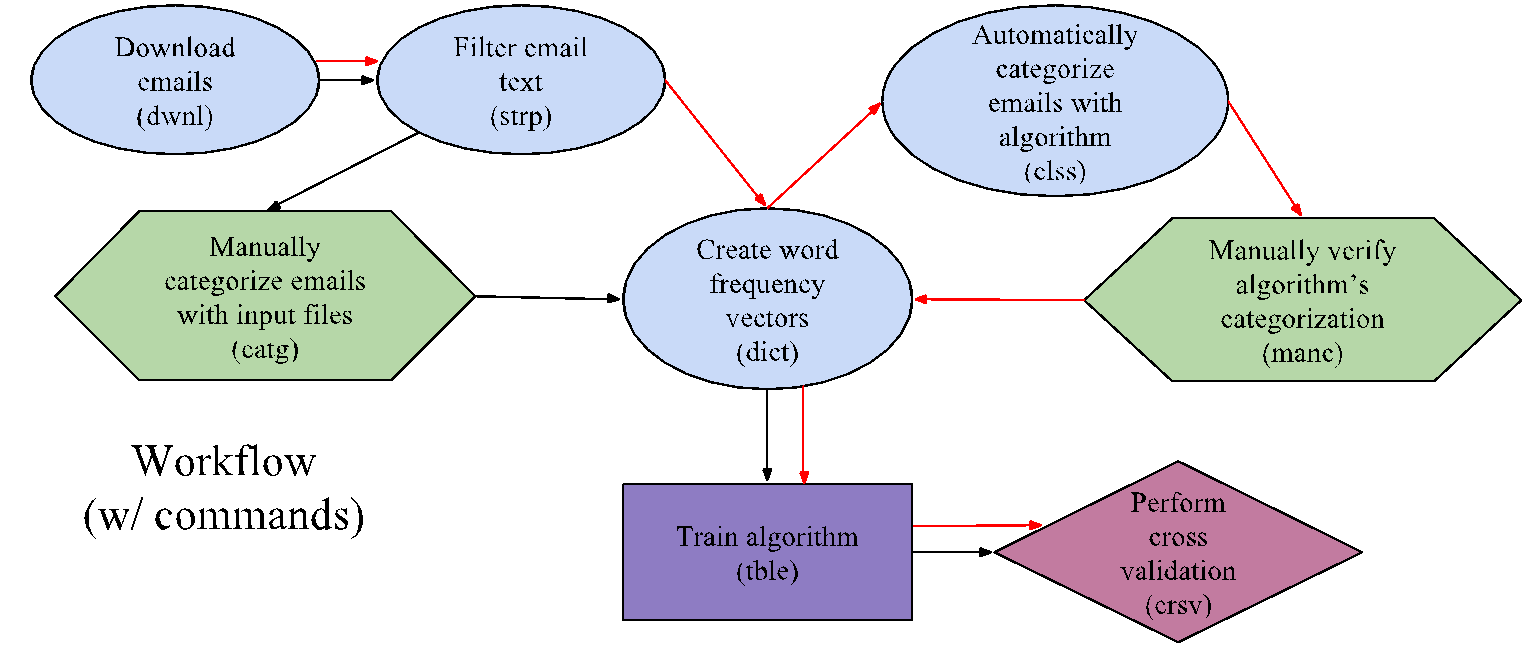 Download
emails
(dwnl)
Filter email
text
(strp)
Automatically
categorize
emails with
algorithm
(clss)
Manually
categorize emails
with input files
(catg)
Create word
frequency
vectors
(dict)
Manually verify
algorithm's
categorization
(manc)
Workflow
(w/ commands)
Train algorithm
(tble)
Perform
cross
validation
(crsv)